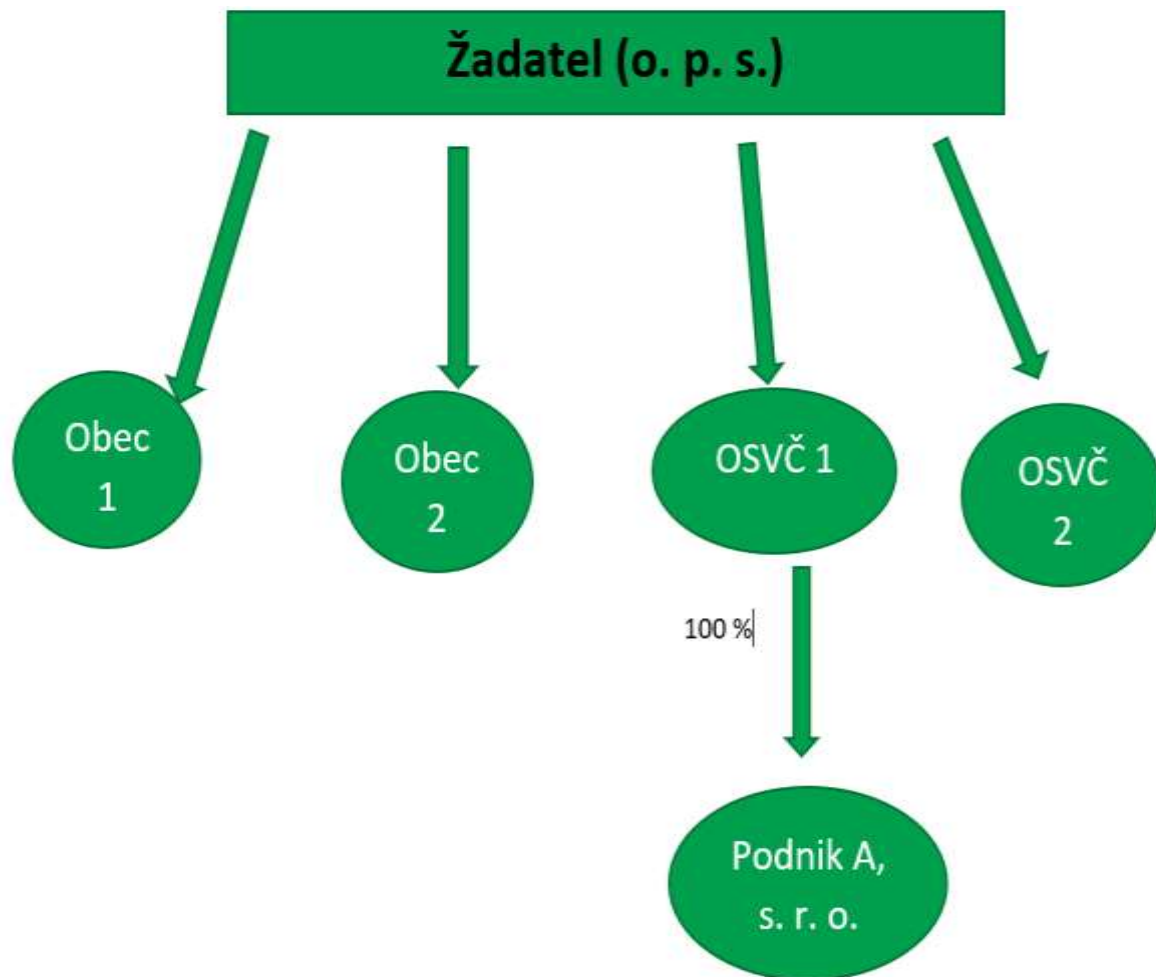 Žadatel (o. p. s.)
Obec
1
Obec
2
OSVČ 1
OSVČ
2
100 %
Podnik A,
s. r. o.